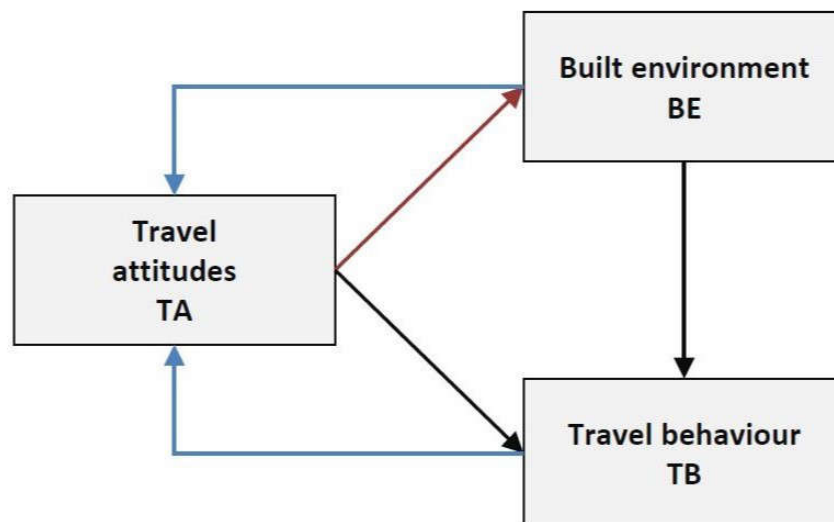 Built environment
BE
Travel
attitudes
TA
Travel behaviour
TB